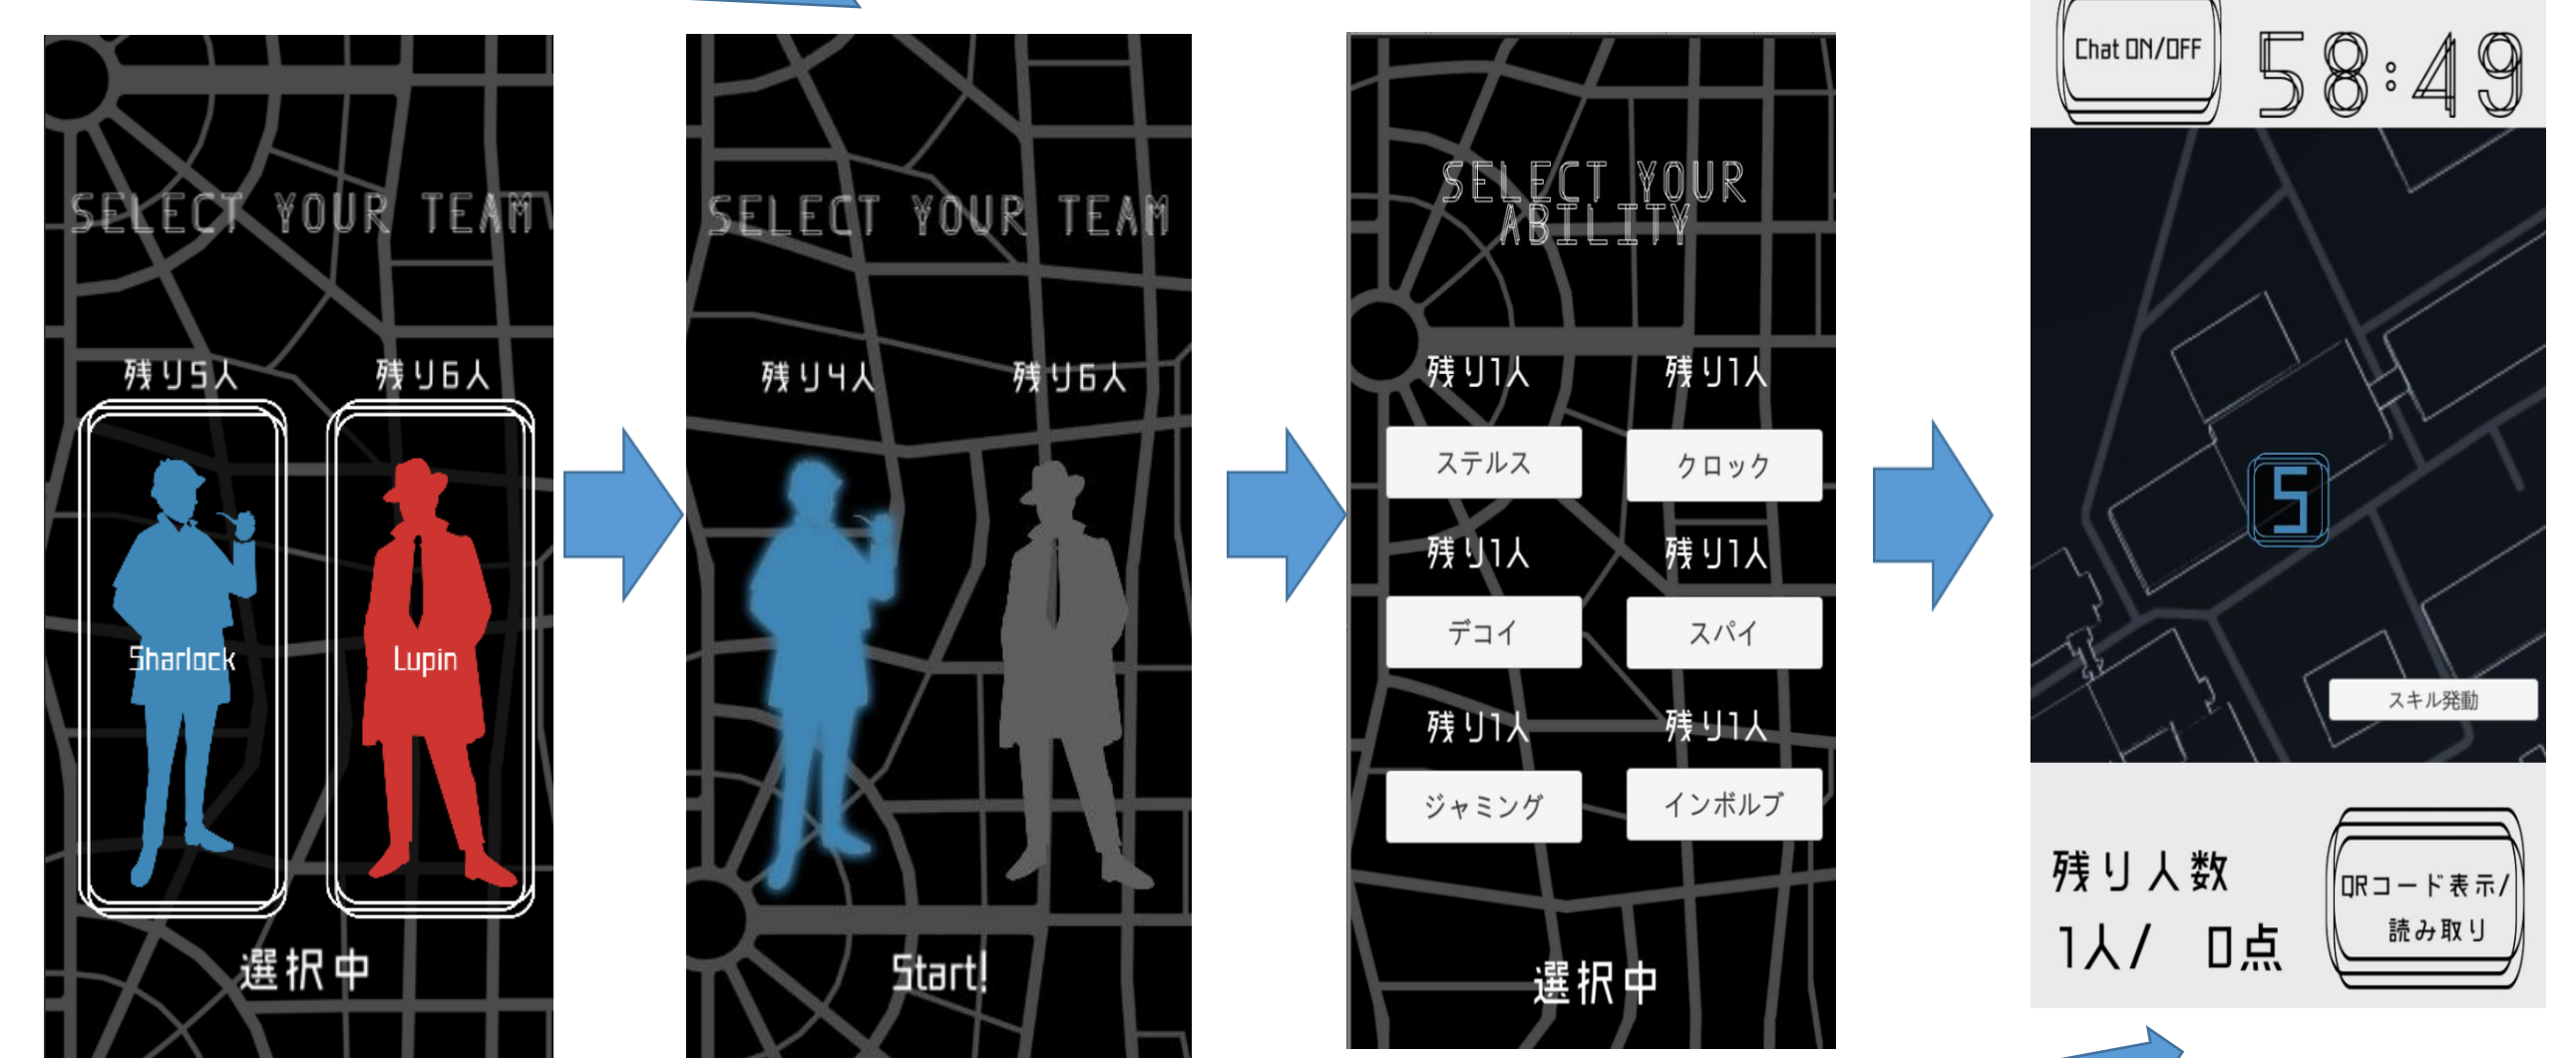 SELECT YOUR TEAM
残り5人
残り6人
Sharlock
Lupin
選択中
SELECT YOUR TEAM
残り4人
残り6人
Start!
SELECT YOUR
ABILITY
残り1人
残り1人
ステルス
クロック
残り1人
残り1人
デコイ
スパイ
残り1人
残り1人
ジャミング
インボルブ
選択中
Chat ON/OFF
58:49
S
スキル発動
残り人数
1人/ 0点
QRコード表示/
読み取り